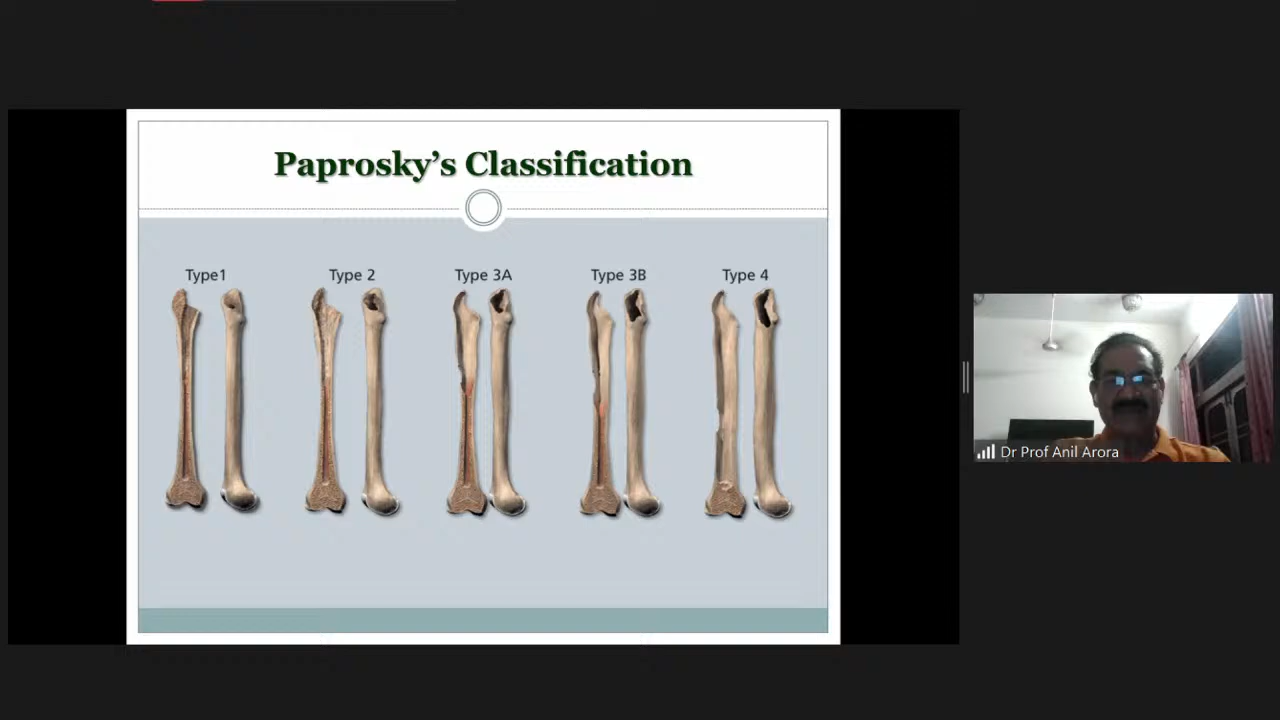 Paprosky's Classification
Type1
Type 2
Type 3A
Type 3B
Type 4
Dr Prof Anil Arora